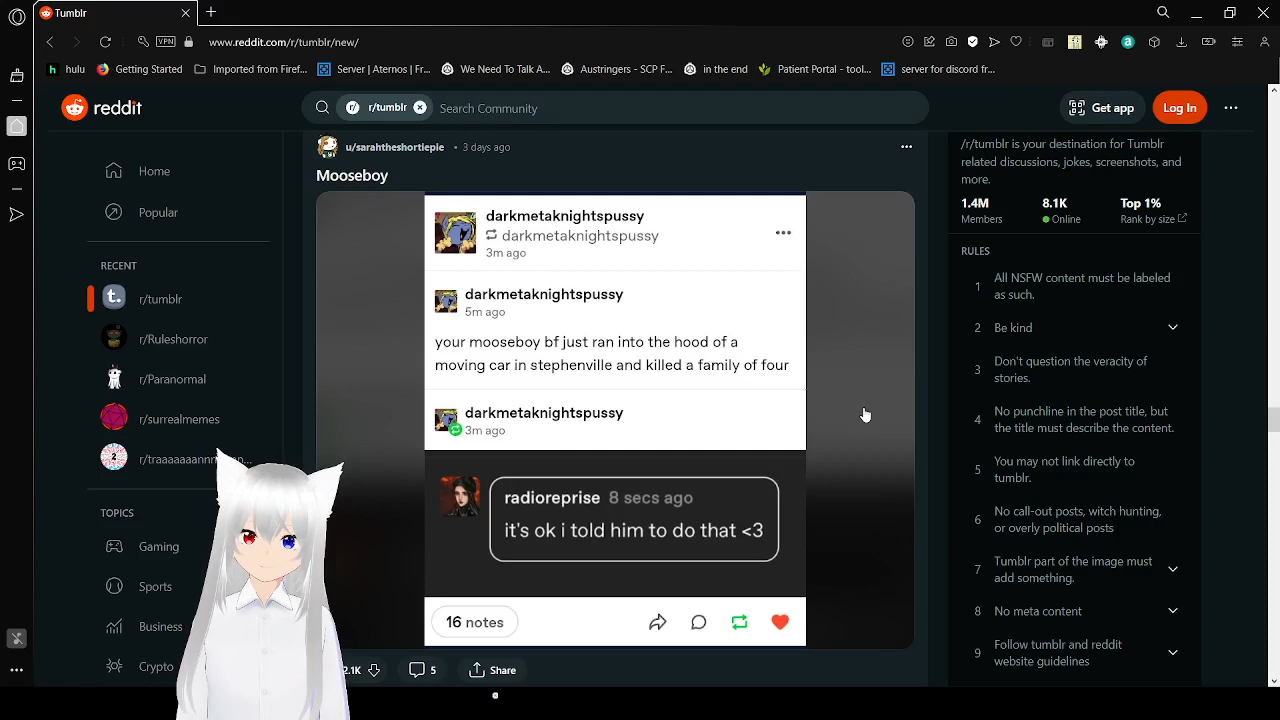 Tumblr
VPN
www.reddit.com/r/tumblr/new/
hulu
Getting Started
Imported from Firef...
Server | Aternos | Fr...
We Need To Talk A...
Austringers - SCP F...
in the end
Patient Portal - tool...
server for discord fr...
reddit
r/tumblr
Search Community
Get app
Log In
Home
Popular
RECENT
r/tumblr
r/Ruleshorror
r/Paranormal
r/surrealmemes
TOPICS
Gaming
Sports
Business
Crypto
u/sarahtheshortiepie • 3 days ago
Mooseboy
darkmetaknightspussy
darkmetaknightspussy
3m ago
darkmetaknightspussy
5m ago
your mooseboy bf just ran into the hood of a
moving car in stephenville and killed a family of four
darkmetaknightspussy
3m ago
radioreprise 8 secs ago
it's ok i told him to do that <3
16 notes
5
Share
/r/tumblr is your destination for Tumblr
related discussions, jokes, screenshots, and
more.
1.4M 8.1K Top 1%
Members Online Rank by size
RULES
1 All NSFW content must be labeled
as such.
2 Be kind
3 Don't question the veracity of
stories.
4 No punchline in the post title, but
the title must describe the content.
5 You may not link directly to
tumblr.
6 No call-out posts, witch hunting,
or overly political posts
7 Tumblr part of the image must
add something.
8 No meta content
9 Follow tumblr and reddit
website guidelines